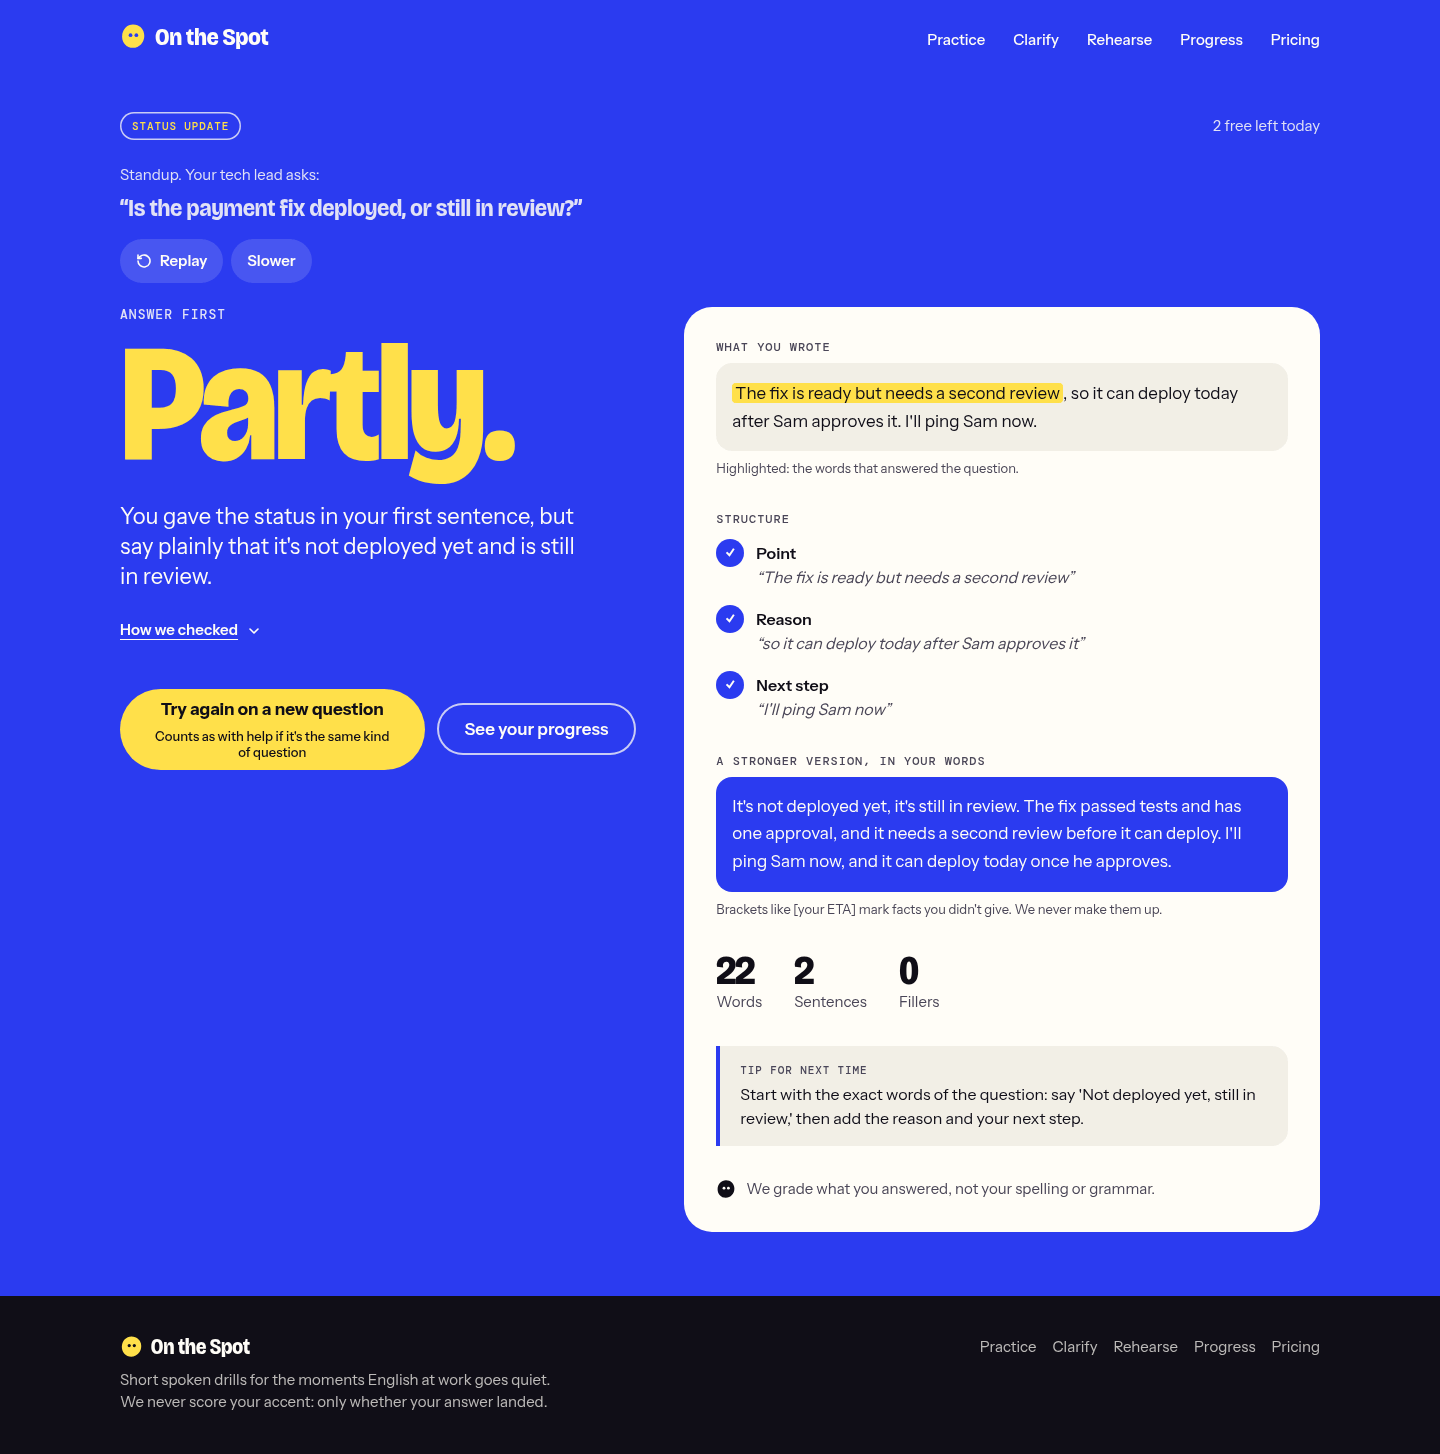 On the Spot
Practice Clarify Rehearse Progress Pricing
STATUS UPDATE
2 free left today
Standup. Your tech lead asks:
“Is the payment fix deployed, or still in review?”
Replay
Slower
ANSWER FIRST
Partly.
You gave the status in your first sentence, but
say plainly that it's not deployed yet and is still
in review.
How we checked
Try again on a new question
Counts as with help if it's the same kind
of question
See your progress
WHAT YOU WROTE
The fix is ready but needs a second review, so it can deploy today
after Sam approves it. I'll ping Sam now.
Highlighted: the words that answered the question.
STRUCTURE
Point
“The fix is ready but needs a second review”
Reason
“so it can deploy today after Sam approves it”
Next step
“I'll ping Sam now”
A STRONGER VERSION, IN YOUR WORDS
It's not deployed yet, it's still in review. The fix passed tests and has
one approval, and it needs a second review before it can deploy. I'll
ping Sam now, and it can deploy today once he approves.
Brackets like [your ETA] mark facts you didn't give. We never make them up.
22 2 0
Words Sentences Fillers
TIP FOR NEXT TIME
Start with the exact words of the question: say 'Not deployed yet, still in
review,' then add the reason and your next step.
We grade what you answered, not your spelling or grammar.
On the Spot
Practice Clarify Rehearse Progress Pricing
Short spoken drills for the moments English at work goes quiet.
We never score your accent: only whether your answer landed.